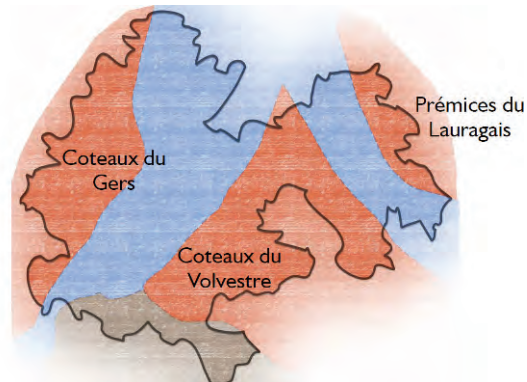 Prémices du
Lauragais
Coteaux du
Gers
Coteaux du
Volvestre